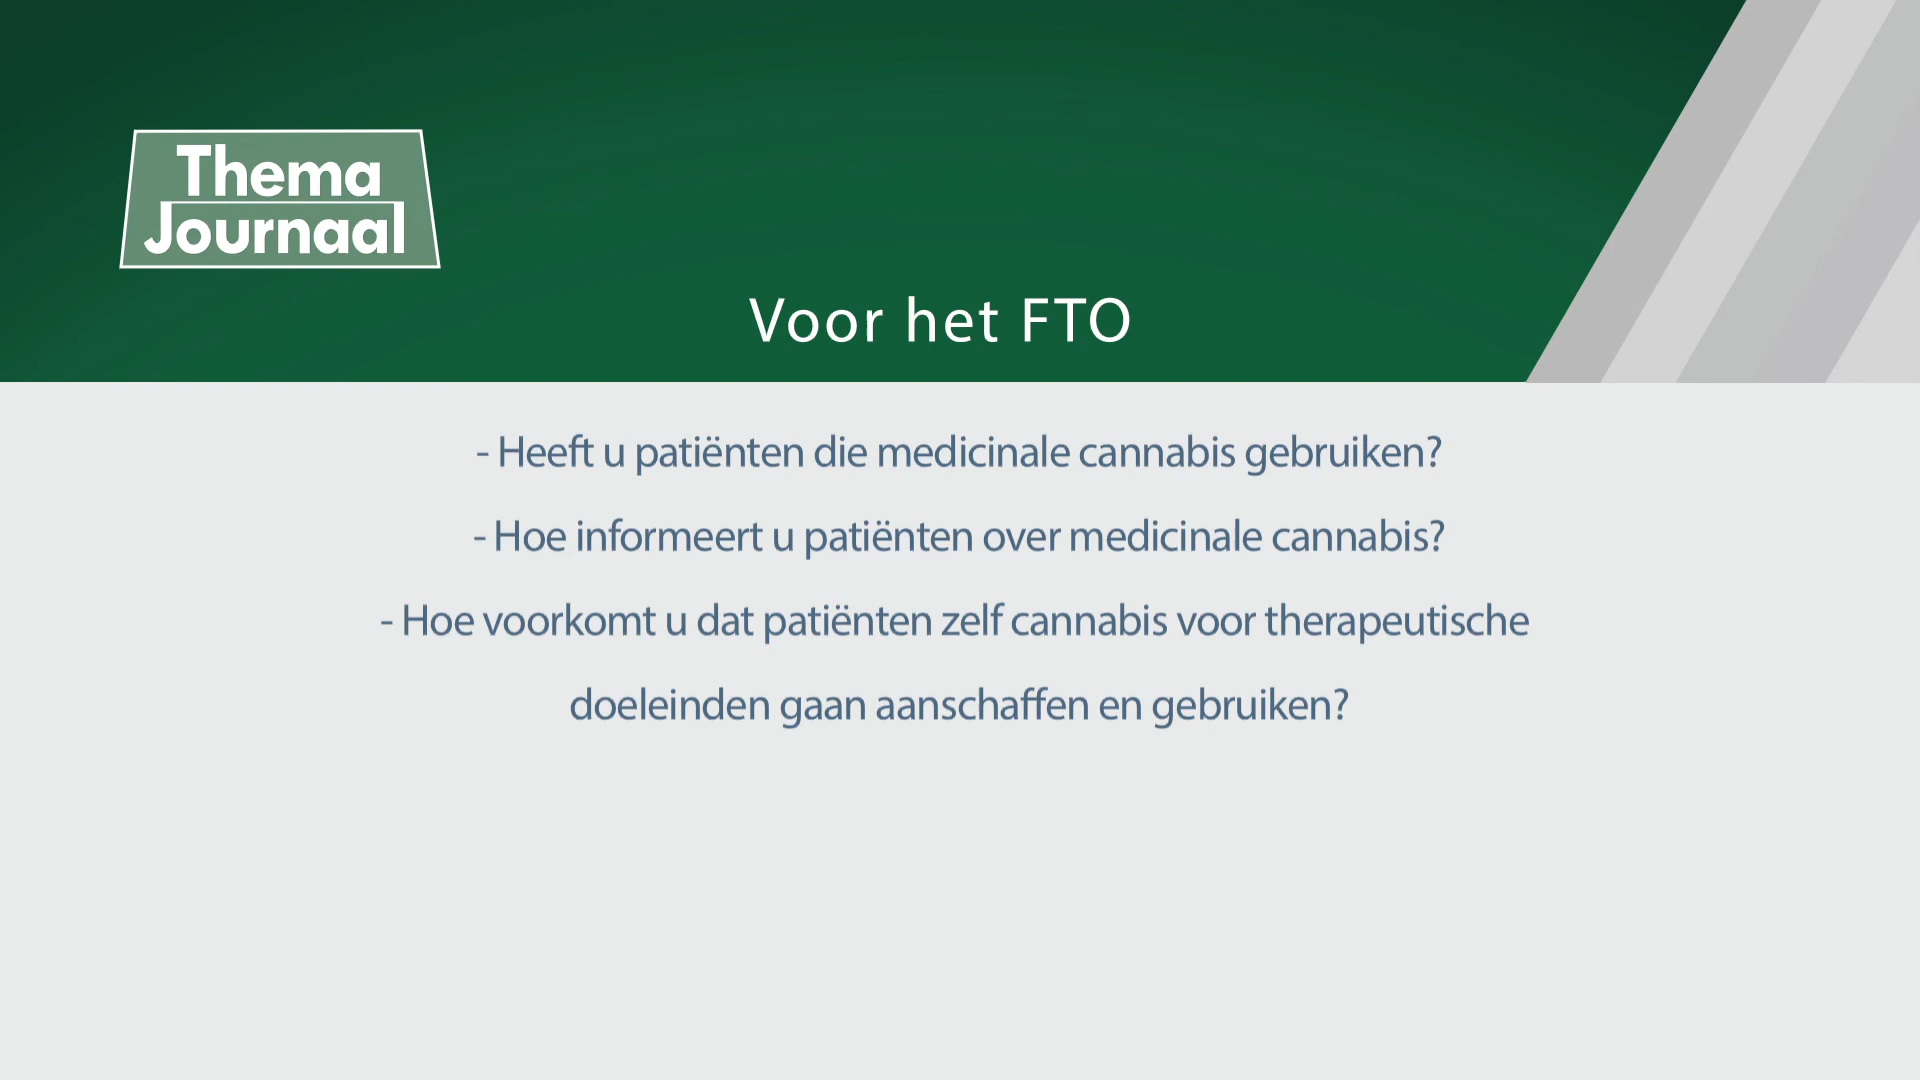 Thema
Journaal
Voor het FTO
- Heeft u patiënten die medicinale cannabis gebruiken?
- Hoe informeert u patiënten over medicinale cannabis?
- Hoe voorkomt u dat patiënten zelf cannabis voor therapeutische
doeleinden gaan aanschaffen en gebruiken?